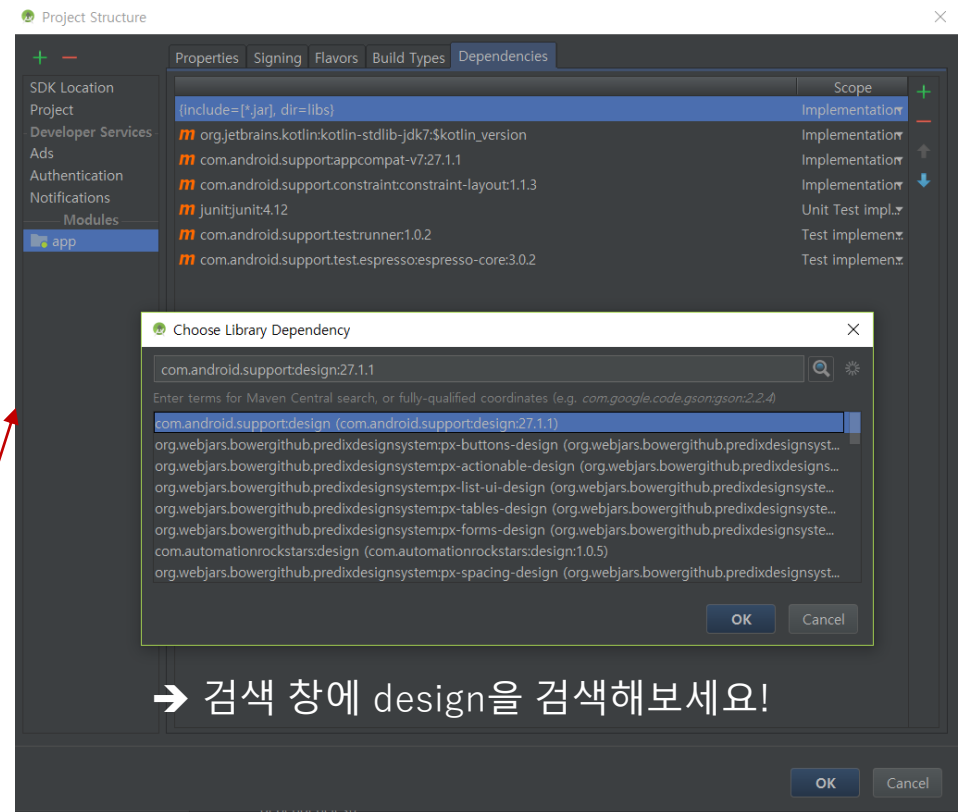 Project Structure
Properties Signing Flavors Build Types Dependencies
SDK Location
Project
Developer Services
Ads
Authentication
Notifications
Modules
app
Scope
{include=[*.jar], dir=libs} Implementation
m org.jetbrains.kotlin:kotlin-stdlib-jdk7:$kotlin_version Implementation
m com.android.support:appcompat-v7:27.1.1 Implementation
m com.android.support.constraint:constraint-layout:1.1.3 Implementation
m junit:junit:4.12 Unit Test impl...
m com.android.support.test:runner:1.0.2 Test implemen...
m com.android.support.test.espresso:espresso-core:3.0.2 Test implemen...
Choose Library Dependency
com.android.support:design:27.1.1
Enter terms for Maven Central search, or fully-qualified coordinates (e.g. com.google.code.gson:gson:2.2.4)
com.android.support:design (com.android.support:design:27.1.1)
org.webjars.bowergithub.predixdesignsystem:px-buttons-design (org.webjars.bowergithub.predixdesignsyst...
org.webjars.bowergithub.predixdesignsystem:px-actionable-design (org.webjars.bowergithub.predixdesigns...
org.webjars.bowergithub.predixdesignsystem:px-list-ui-design (org.webjars.bowergithub.predixdesignsyste...
org.webjars.bowergithub.predixdesignsystem:px-tables-design (org.webjars.bowergithub.predixdesignsyste...
org.webjars.bowergithub.predixdesignsystem:px-forms-design (org.webjars.bowergithub.predixdesignsyste...
com.automationrockstars:design (com.automationrockstars:design:1.0.5)
org.webjars.bowergithub.predixdesignsystem:px-spacing-design (org.webjars.bowergithub.predixdesignsyst...
OK Cancel
➔ 검색 창에 design을 검색해보세요!
OK Cancel